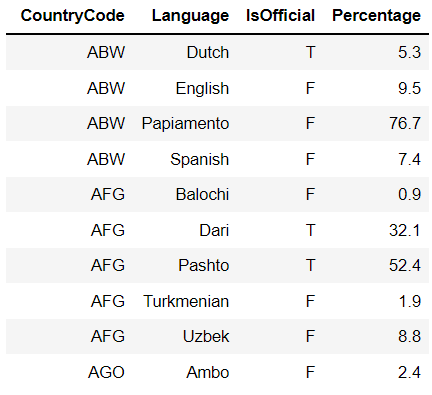 CountryCode Language IsOfficial Percentage
ABW Dutch T 5.3
ABW English F 9.5
ABW Papiamento F 76.7
ABW Spanish F 7.4
AFG Balochi F 0.9
AFG Dari T 32.1
AFG Pashto T 52.4
AFG Turkmenian F 1.9
AFG Uzbek F 8.8
AGO Ambo F 2.4